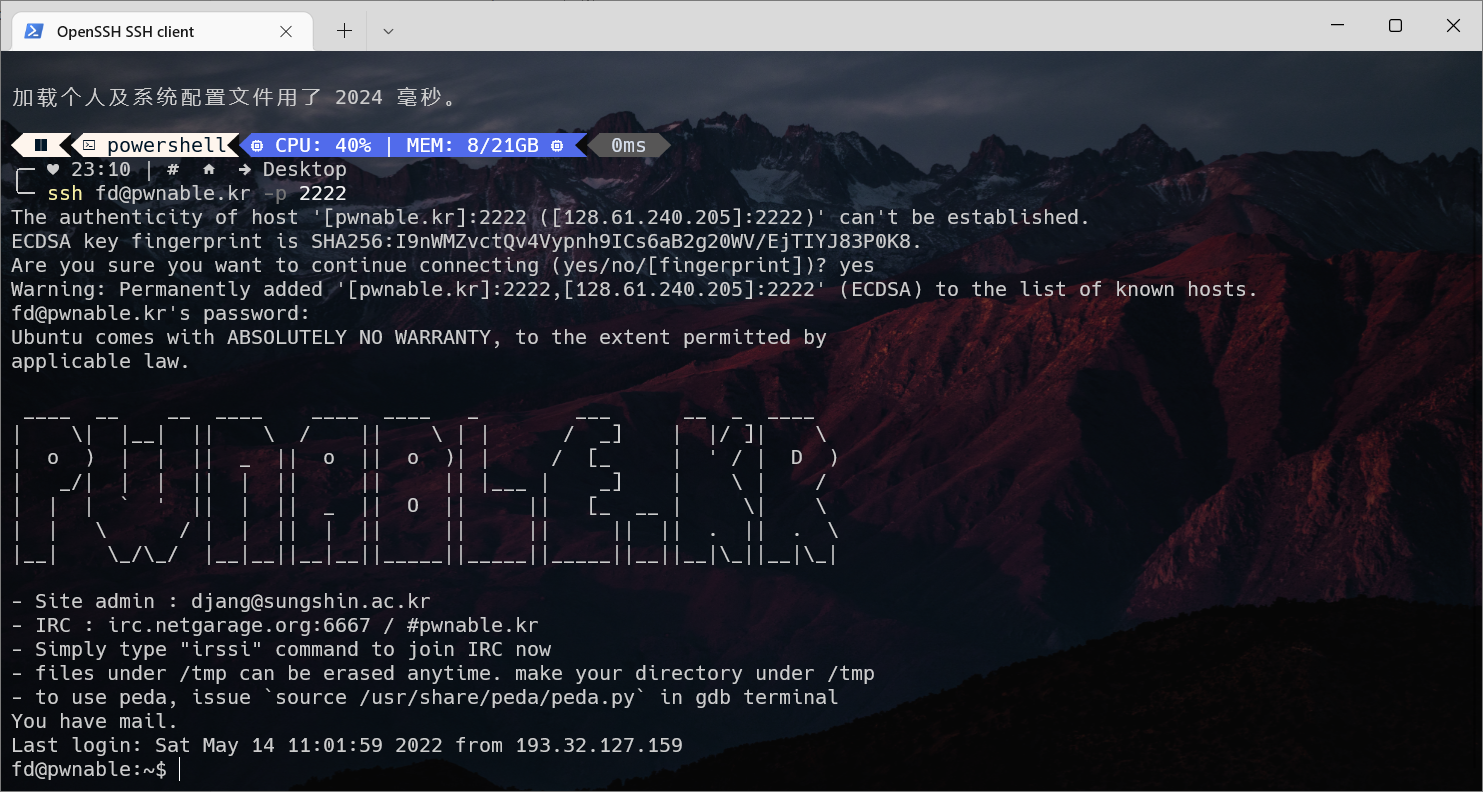 OpenSSH SSH client
加载个人及系统配置文件用了 2024 毫秒。
powershell CPU: 40% | MEM: 8/21GB 0ms
♥ 23:10 | # → Desktop
ssh fd@pwnable.kr -p 2222
The authenticity of host '[pwnable.kr]:2222 ([128.61.240.205]:2222)' can't be established.
ECDSA key fingerprint is SHA256:I9nWMZvctQv4Vypnh9ICs6aB2g20WV/EjTIYJ83P0K8.
Are you sure you want to continue connecting (yes/no/[fingerprint])? yes
Warning: Permanently added '[pwnable.kr]:2222,[128.61.240.205]:2222' (ECDSA) to the list of known hosts.
fd@pwnable.kr's password:
Ubuntu comes with ABSOLUTELY NO WARRANTY, to the extent permitted by
applicable law.
PWNABLE.KR
- Site admin : djang@sungshin.ac.kr
- IRC : irc.netgarage.org:6667 / #pwnable.kr
- Simply type "irssi" command to join IRC now
- files under /tmp can be erased anytime. make your directory under /tmp
- to use peda, issue `source /usr/share/peda/peda.py` in gdb terminal
You have mail.
Last login: Sat May 14 11:01:59 2022 from 193.32.127.159
fd@pwnable:~$